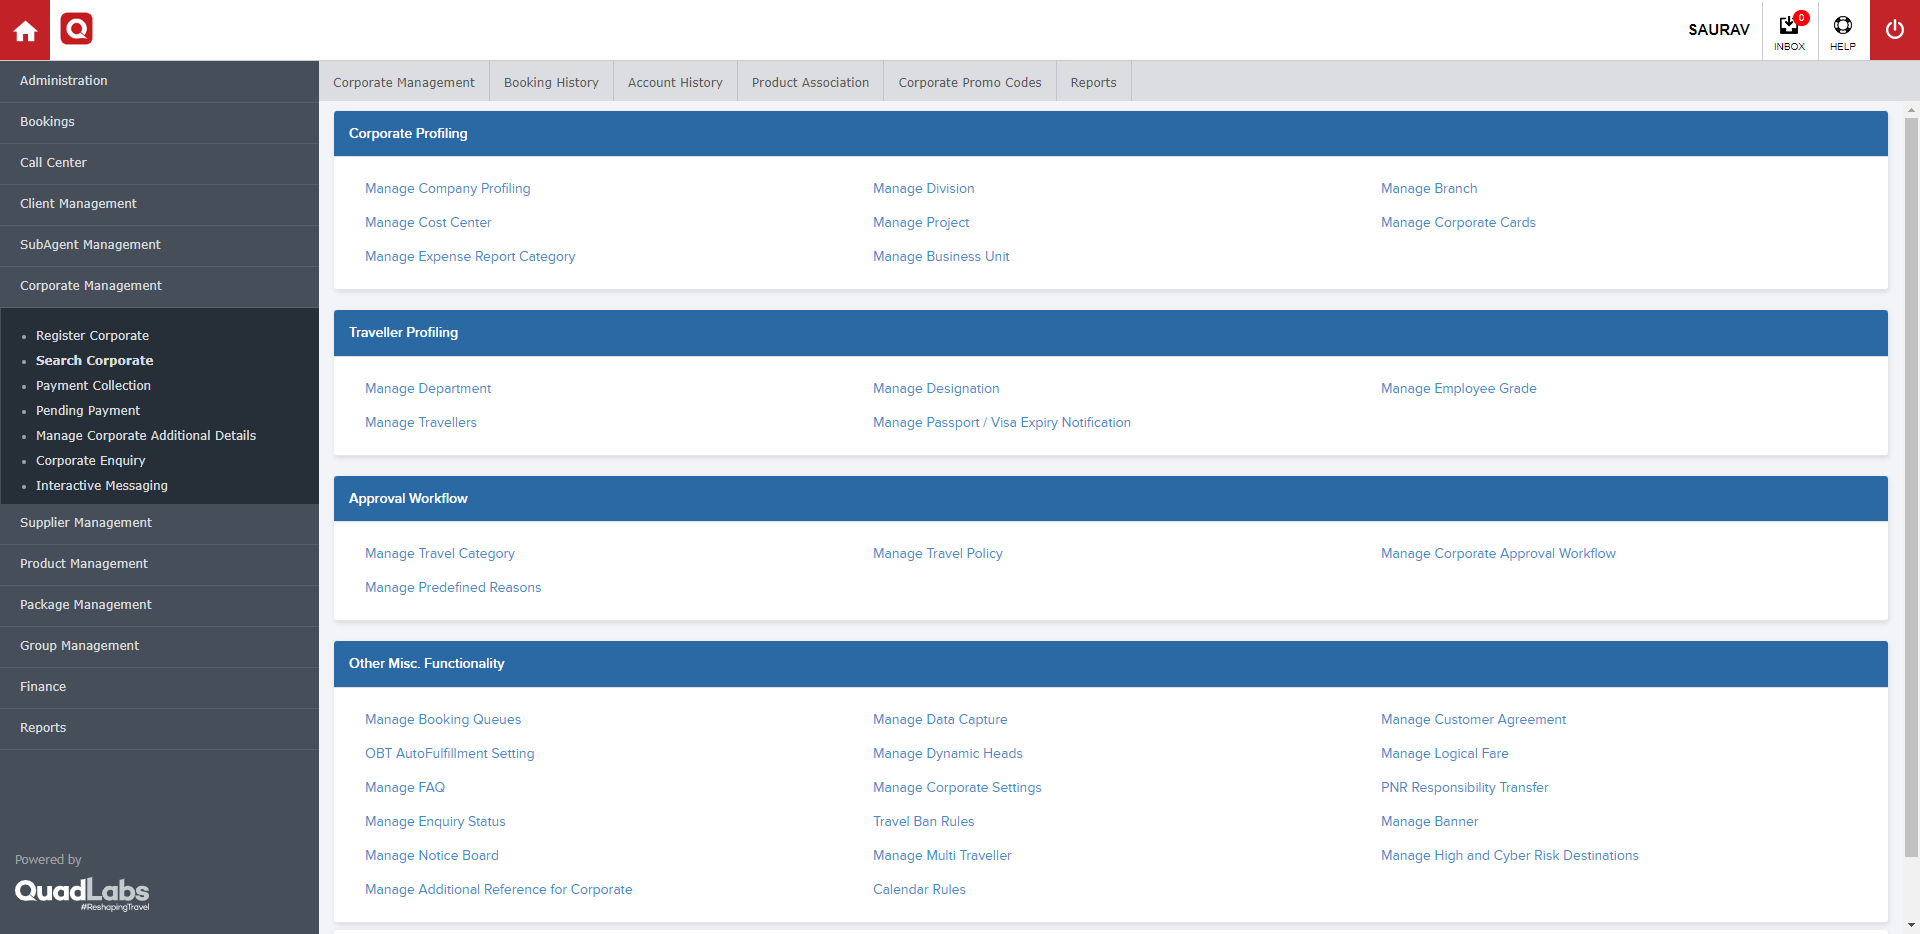 SAURAV
0
INBOX
HELP
Administration
Bookings
Call Center
Client Management
SubAgent Management
Corporate Management
Register Corporate
Search Corporate
Payment Collection
Pending Payment
Manage Corporate Additional Details
Corporate Enquiry
Interactive Messaging
Supplier Management
Product Management
Package Management
Group Management
Finance
Reports
Powered by
QuadLabs
#ReshapingTravel
Corporate Management Booking History Account History Product Association Corporate Promo Codes Reports
Corporate Profiling
Manage Company Profiling Manage Division Manage Branch
Manage Cost Center Manage Project Manage Corporate Cards
Manage Expense Report Category Manage Business Unit
Traveller Profiling
Manage Department Manage Designation Manage Employee Grade
Manage Travellers Manage Passport / Visa Expiry Notification
Approval Workflow
Manage Travel Category Manage Travel Policy Manage Corporate Approval Workflow
Manage Predefined Reasons
Other Misc. Functionality
Manage Booking Queues Manage Data Capture Manage Customer Agreement
OBT AutoFulfillment Setting Manage Dynamic Heads Manage Logical Fare
Manage FAQ Manage Corporate Settings PNR Responsibility Transfer
Manage Enquiry Status Travel Ban Rules Manage Banner
Manage Notice Board Manage Multi Traveller Manage High and Cyber Risk Destinations
Manage Additional Reference for Corporate Calendar Rules